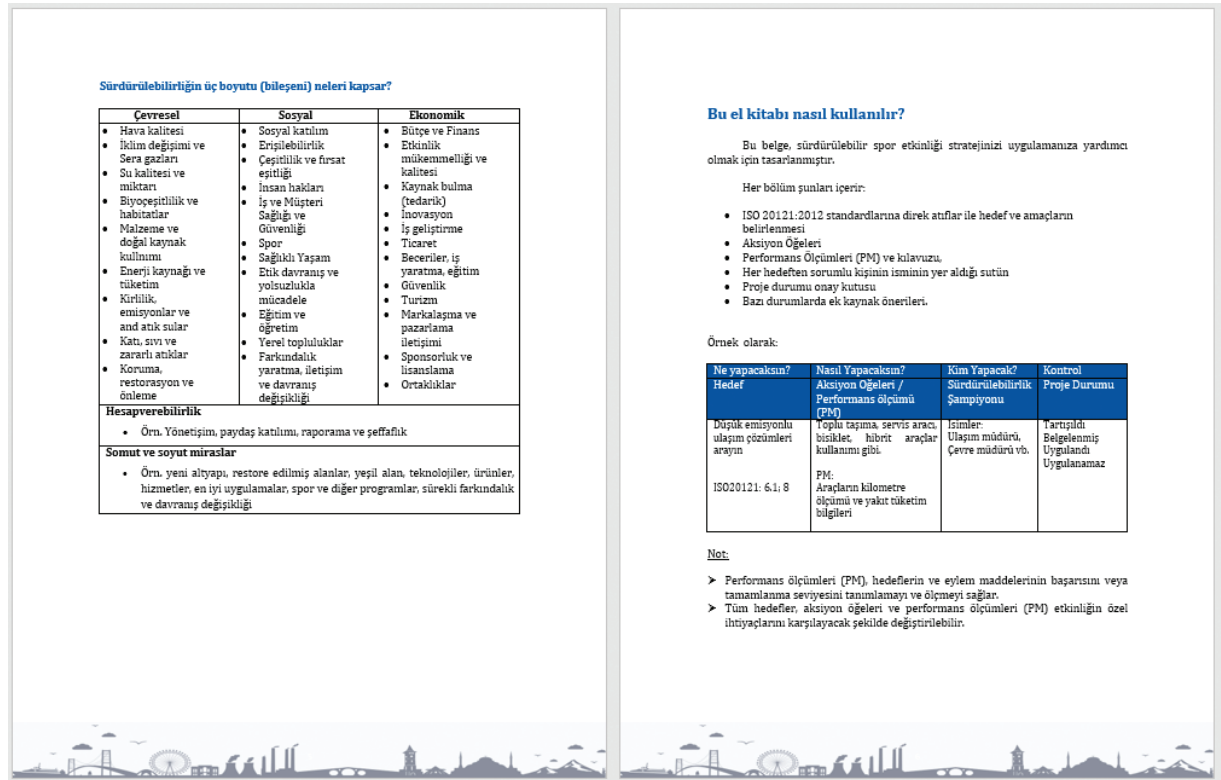 Sürdürülebilirliğin üç boyutu (bileşeni) neleri kapsar?
Çevresel
• Hava kalitesi
• İklim değişimi ve
Sera gazları
• Su kalitesi ve
miktarı
• Biyoçeşitlilik ve
habitatlar
• Malzeme ve
doğal kaynak
kullnımı
• Enerji kaynağı ve
tüketim
• Kirlilik,
emisyonlar ve
and atık sular
• Katı, sıvı ve
zararlı atıklar
• Koruma,
restorasyon ve
önleme
Sosyal
• Sosyal katılım
• Erişilebilirlik
• Çeşitlilik ve fırsat
eşitliği
• İnsan hakları
• İş ve Müşteri
Sağlığı ve
Güvenliği
• Spor
• Sağlıklı Yaşam
• Etik davranış ve
yolsuzlukla
mücadele
• Eğitim ve
öğretim
• Yerel topluluklar
• Farkındalık
yaratma, iletişim
ve davranış
değişikliği
Ekonomik
• Bütçe ve Finans
• Etkinlik
mükemmelliği ve
kalitesi
• Kaynak bulma
(tedarik)
• İnovasyon
• İş geliştirme
• Ticaret
• Beceriler, iş
yaratma, eğitim
• Güvenlik
• Turizm
• Markalaşma ve
pazarlama
iletişimi
• Sponsorluk ve
lisanslama
• Ortaklıklar
Hesapverebilirlik
• Örn. Yönetişim, paydaş katılımı, raporama ve şeffaflık
Somut ve soyut miraslar
• Örn. yeni altyapı, restore edilmiş alanlar, yeşil alan, teknolojiler, ürünler,
hizmetler, en iyi uygulamalar, spor ve diğer programlar, sürekli farkındalık
ve davranış değişikliği
Bu el kitabı nasıl kullanılır?
Bu belge, sürdürülebilir spor etkinliği stratejinizi uygulamanıza yardımcı
olmak için tasarlanmıştır.
Her bölüm şunları içerir:
• ISO 20121:2012 standardlarına direk atıflar ile hedef ve amaçların
belirlenmesi
• Aksiyon Öğeleri
• Performans Ölçümleri (PM) ve kılavuzu,
• Her hedeften sorumlu kişinin isminin yer aldığı sutün
• Proje durumu onay kutusu
• Bazı durumlarda ek kaynak önerileri.
Örnek olarak:
Ne yapacaksın?
Hedef
Düşük emisyonlu
ulaşım çözümleri
arayın
ISO20121: 6.1; 8
Nasıl Yapacaksın?
Aksiyon Öğeleri /
Performans ölçümü
(PM)
Toplu taşıma, servis aracı,
bisiklet, hibrit araçlar
kullanımı gibi.
PM:
Araçların kilometre
ölçümü ve yakıt tüketim
bilgileri
Kim Yapacak?
Sürdürülebilirlik
Şampiyonu
İsimler:
Ulaşım müdürü,
Çevre müdürü vb.
Kontrol
Proje Durumu
Tartışıldı
Belgelenmiş
Uygulandı
Uygulanamaz
Not:
➢ Performans ölçümleri (PM), hedeflerin ve eylem maddelerinin başarısını veya
tamamlanma seviyesini tanımlamayı ve ölçmeyi sağlar.
➢ Tüm hedefler, aksiyon öğeleri ve performans ölçümleri (PM) etkinliğin özel
ihtiyaçlarını karşılayacak şekilde değiştirilebilir.